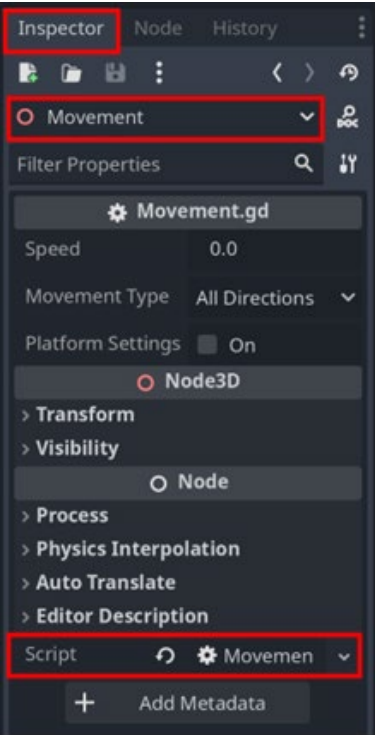 Inspector Node History
Movement
Filter Properties
Movement.gd
Speed 0.0
Movement Type All Directions
Platform Settings On
Node3D
> Transform
> Visibility
Node
> Process
> Physics Interpolation
> Auto Translate
> Editor Description
Script Movemen
+ Add Metadata